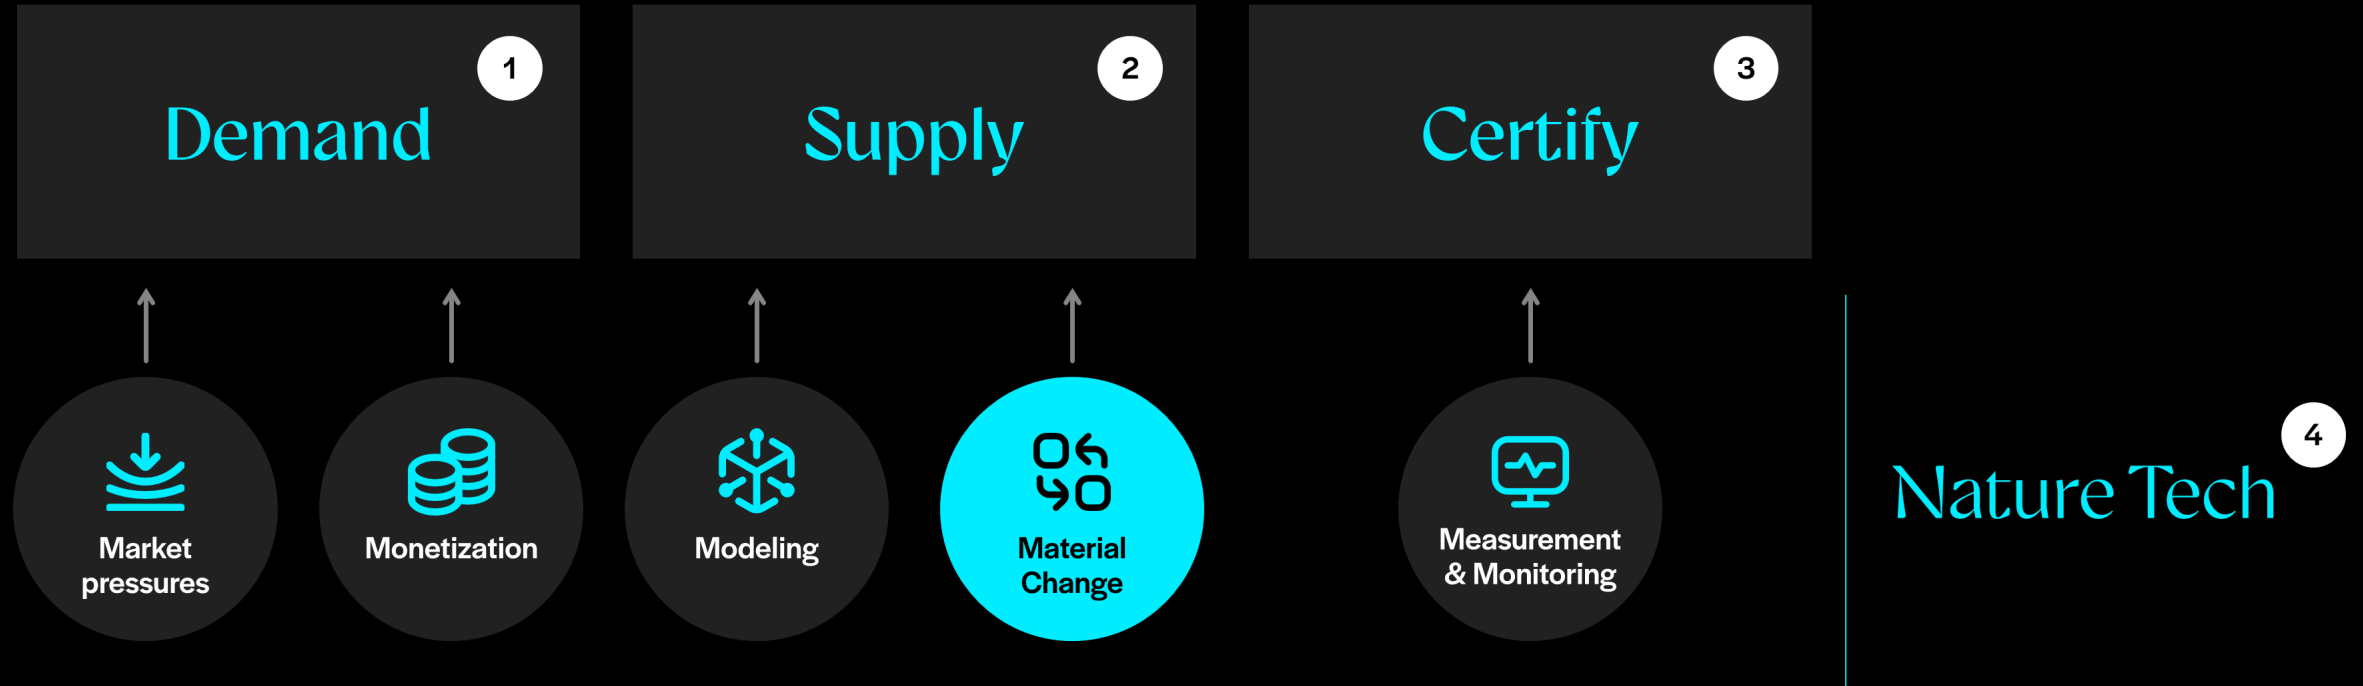 1
Demand
2
Supply
3
Certify
Market
pressures
Monetization
Modeling
Material
Change
Measurement
& Monitoring
4
Nature Tech